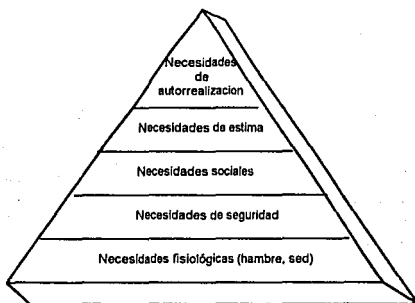 Necesidades
de
autorrealizacion
Necesidades de estima
Necesidades sociales
Necesidades de seguridad
Necesidades fisiológicas (hambre, sed)